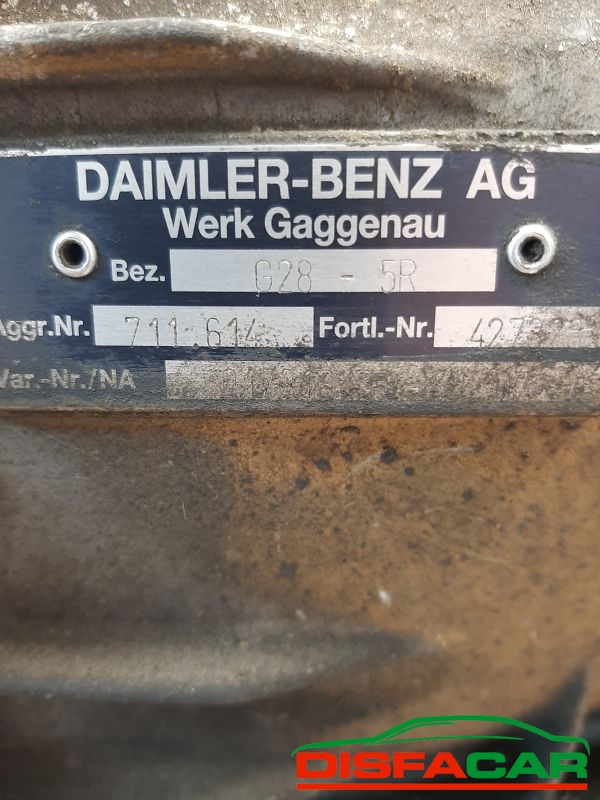 DAIMLER-BENZ AG
Werk Gaggenau
Bez. G28 - 5R
Aggr.Nr. 711.614 Fortl.-Nr.
Var.-Nr./NA
DISFACAR